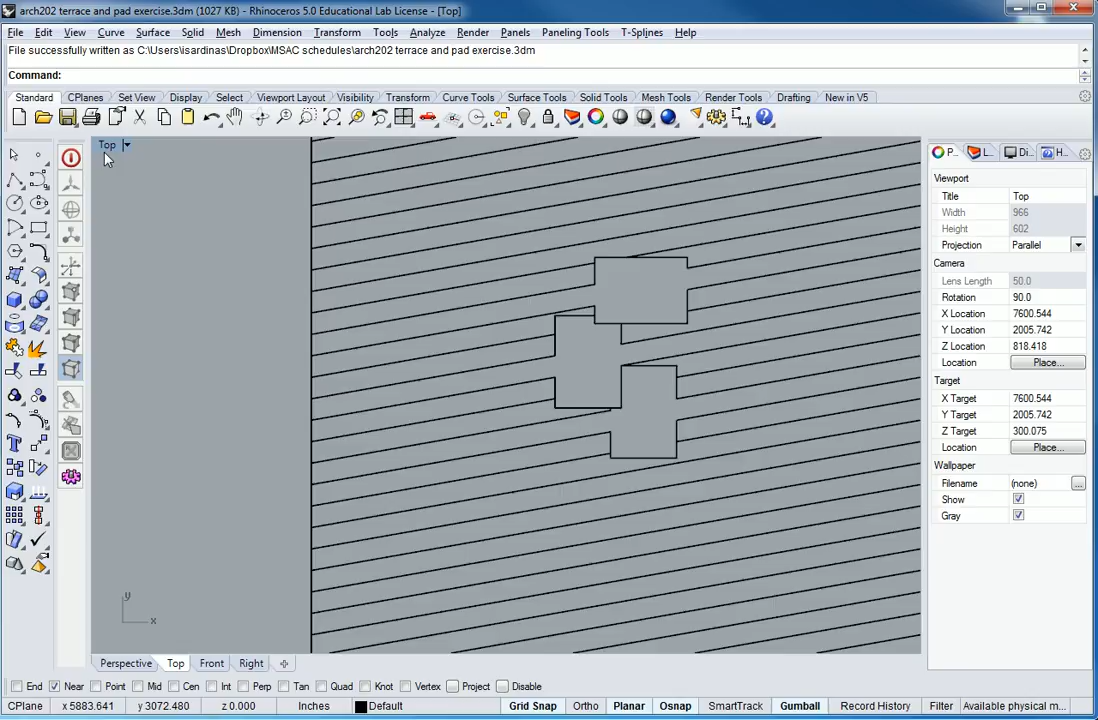 arch202 terrace and pad exercise.3dm (1027 KB) - Rhinoceros 5.0 Educational Lab License - [Top]
File Edit View Curve Surface Solid Mesh Dimension Transform Tools Analyze Render Panels Paneling Tools T-Splines Help
File successfully written as C:\Users\isardinas\Dropbox\MSAC schedules\arch202 terrace and pad exercise.3dm
Command:
Standard CPlanes Set View Display Select Viewport Layout Visibility Transform Curve Tools Surface Tools Solid Tools Mesh Tools Render Tools Drafting New in V5
Top
P... L... Di... H...
Viewport
Title Top
Width 966
Height 602
Projection Parallel
Camera
Lens Length 50.0
Rotation 90.0
X Location 7600.544
Y Location 2005.742
Z Location 818.418
Location Place...
Target
X Target 7600.544
Y Target 2005.742
Z Target 300.075
Location Place...
Wallpaper
Filename (none) ...
Show
Gray
y
x
Perspective Top Front Right
End Near Point Mid Cen Int Perp Tan Quad Knot Vertex Project Disable
CPlane x 5883.641 y 3072.480 z 0.000 Inches Default Grid Snap Ortho Planar Osnap SmartTrack Gumball Record History Filter Available physical m...